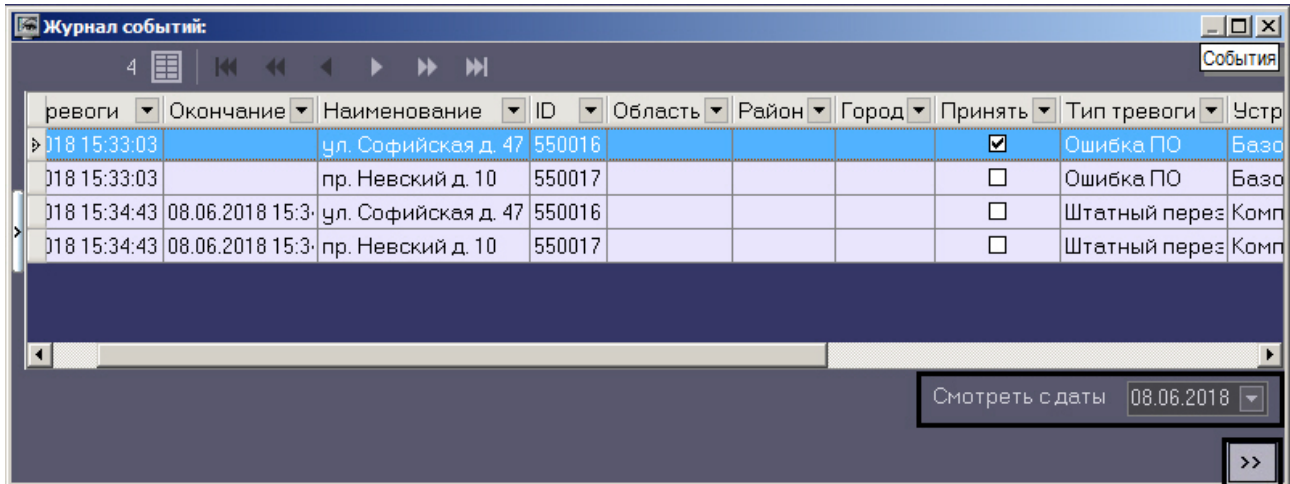 Журнал событий:
События
4
ревоги Окончание Наименование ID Область Район Город Принять Тип тревоги Устр
018 15:33:03 ул. Софийская д. 47 550016 Ошибка ПО Базо
018 15:33:03 пр. Невский д. 10 550017 Ошибка ПО Базо
018 15:34:43 08.06.2018 15:3 ул. Софийская д. 47 550016 Штатный перез Комп
018 15:34:43 08.06.2018 15:3 пр. Невский д. 10 550017 Штатный перез Комп
Смотреть с даты 08.06.2018
>>